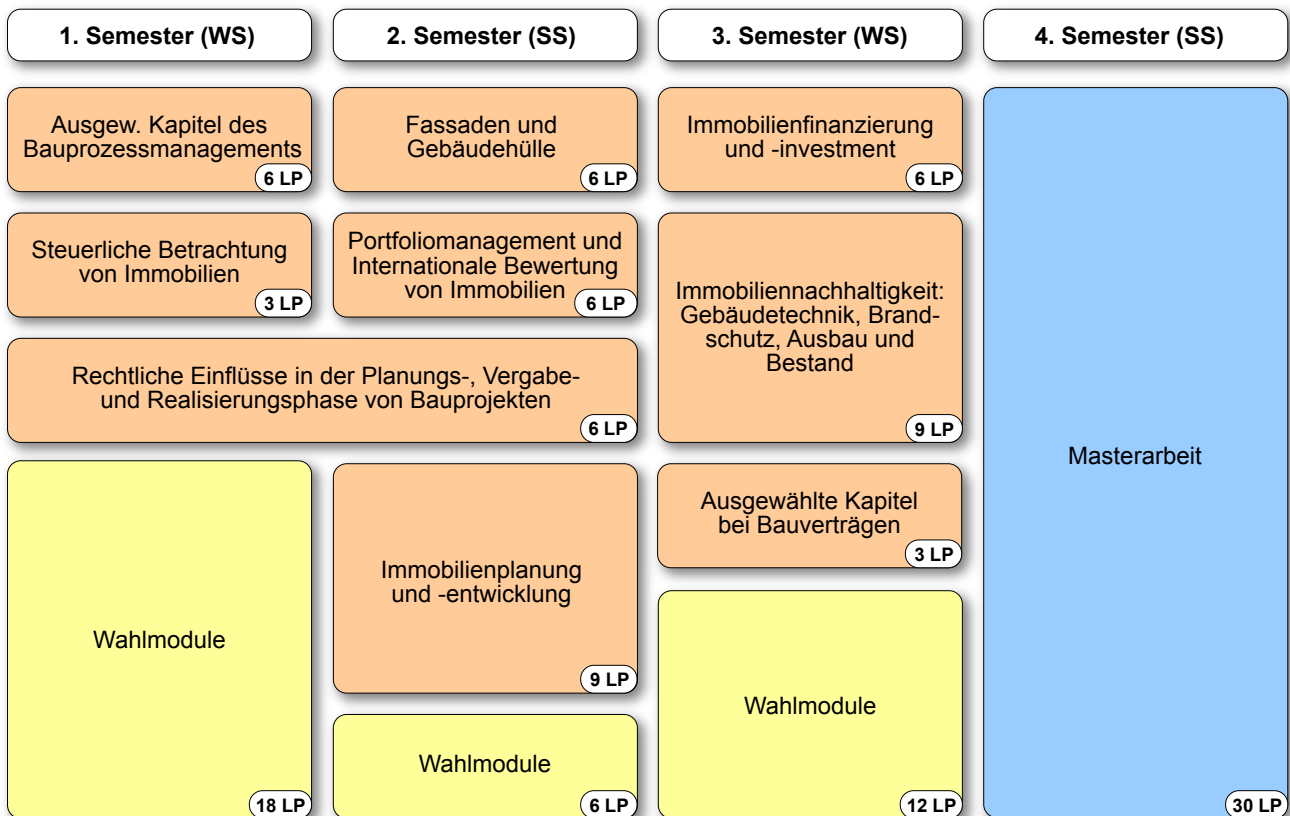 1. Semester (WS)
2. Semester (SS)
3. Semester (WS)
4. Semester (SS)
Ausgew. Kapitel des
Bauprozessmanagements
6 LP
Fassaden und
Gebäudehülle
6 LP
Immobilienfinanzierung
und -investment
6 LP
Steuerliche Betrachtung
von Immobilien
3 LP
Portfoliomanagement und
Internationale Bewertung
von Immobilien
6 LP
Immobiliennachhaltigkeit:
Gebäudetechnik, Brand-
schutz, Ausbau und
Bestand
9 LP
Rechtliche Einflüsse in der Planungs-, Vergabe-
und Realisierungsphase von Bauprojekten
6 LP
Masterarbeit
30 LP
Wahlmodule
18 LP
Immobilienplanung
und -entwicklung
9 LP
Ausgewählte Kapitel
bei Bauverträgen
3 LP
Wahlmodule
6 LP
Wahlmodule
12 LP